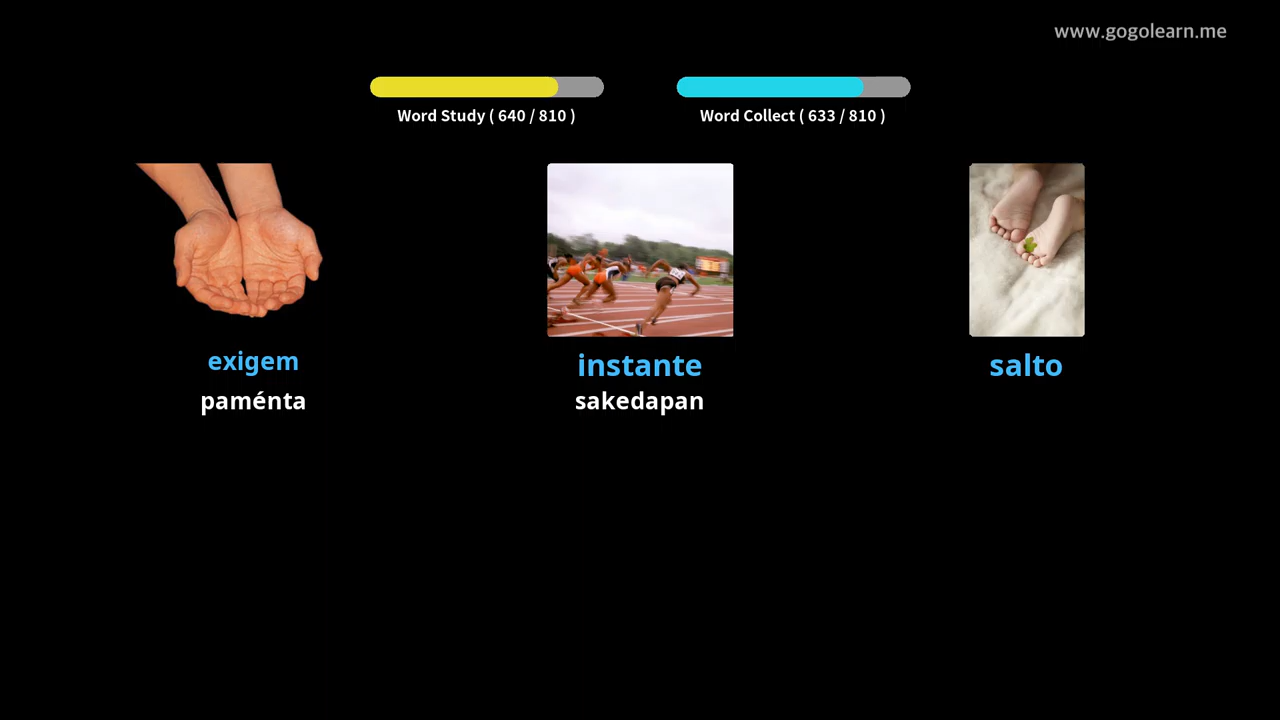 www.gogolearn.me
Word Study ( 640 / 810 )
Word Collect ( 633 / 810 )
exigem
instante
salto
paménta
sakedapan